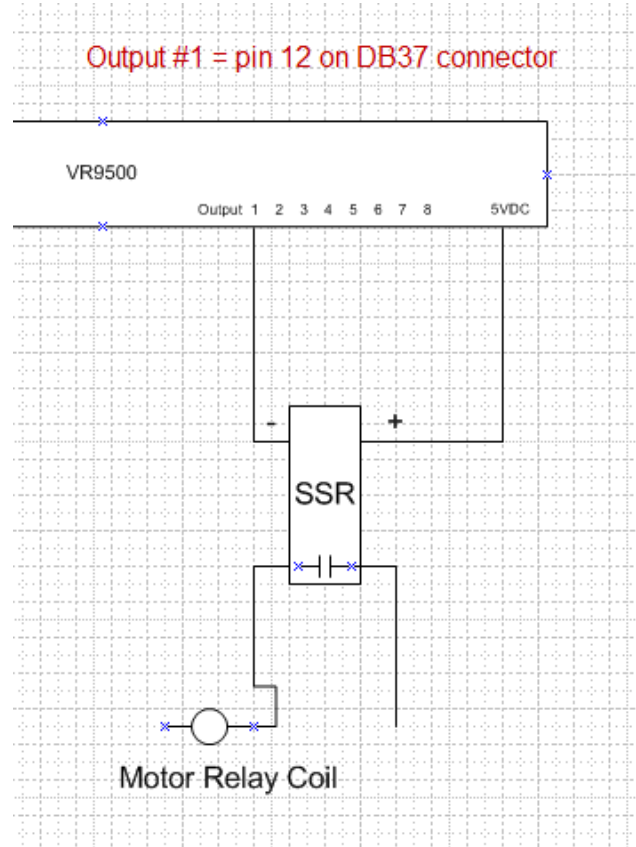 Output #1 = pin 12 on DB37 connector
VR9500
Output 1 2 3 4 5 6 7 8 5VDC
- +
SSR
Motor Relay Coil